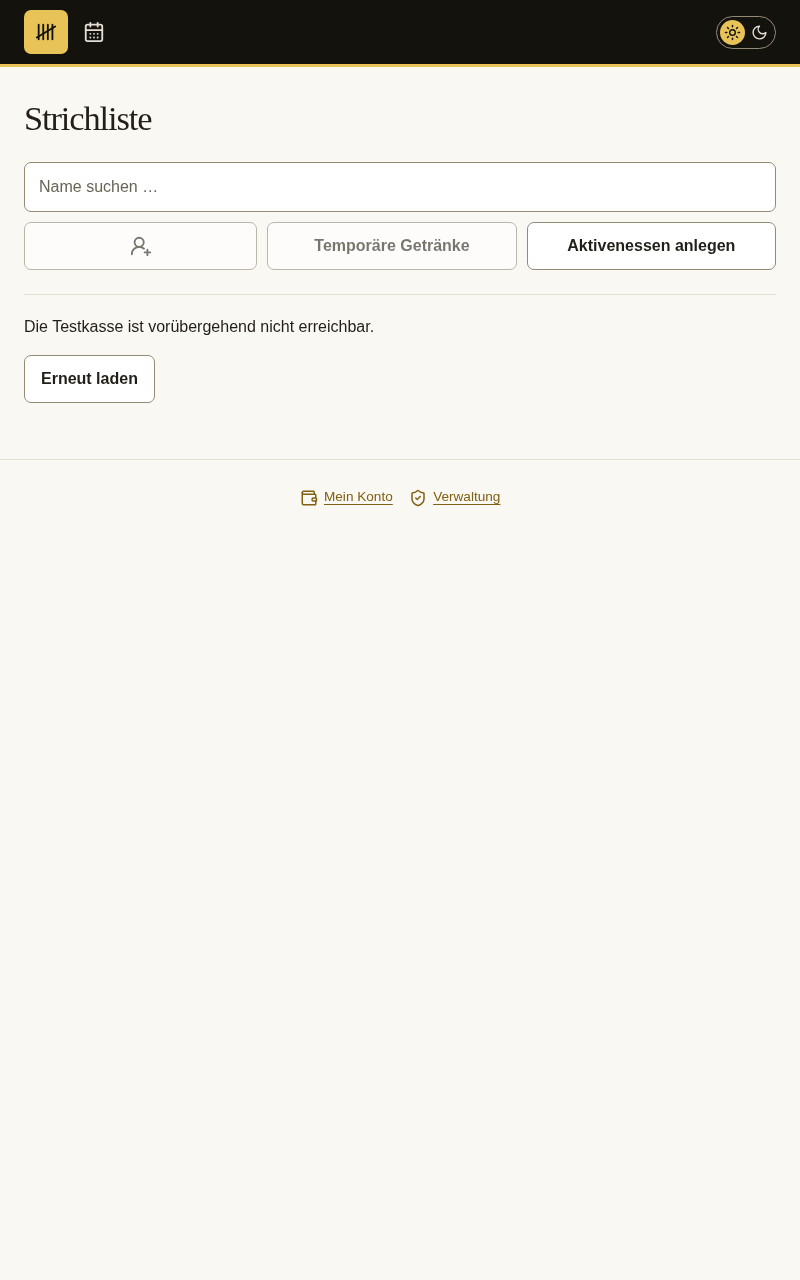 Strichliste
Name suchen …
Temporäre Getränke
Aktivenessen anlegen
Die Testkasse ist vorübergehend nicht erreichbar.
Erneut laden
Mein Konto
Verwaltung